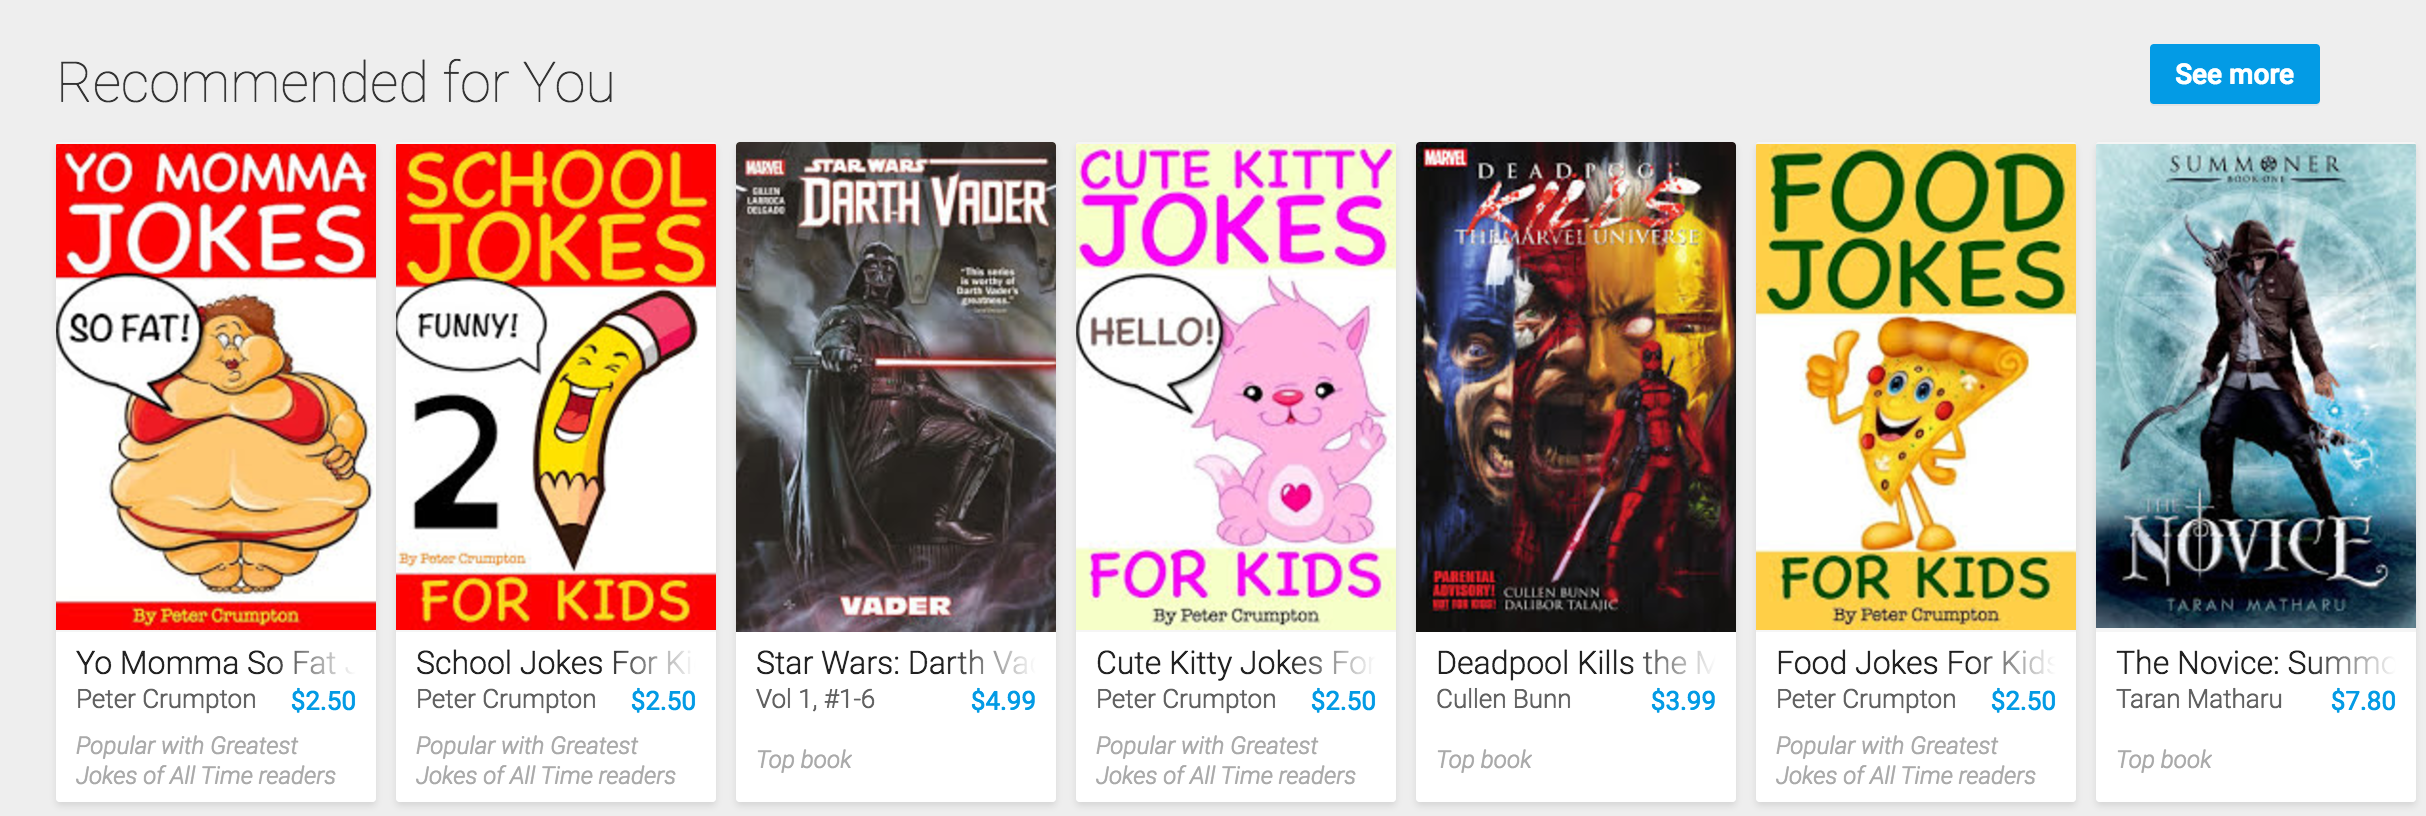 Recommended for You
See more
YO MOMMA
JOKES
SO FAT!
By Peter Crumpton
Yo Momma So Fat
Peter Crumpton $2.50
Popular with Greatest
Jokes of All Time readers
SCHOOL
JOKES
FUNNY!
2
By Peter Crumpton
FOR KIDS
School Jokes For Ki
Peter Crumpton $2.50
Popular with Greatest
Jokes of All Time readers
MARVEL
STAR WARS
DARTH VADER
GILLEN
LARROCA
DELGADO
"This series
is worthy of
Darth Vader's
greatness."
VADER
Star Wars: Darth Va
Vol 1, #1-6 $4.99
Top book
CUTE KITTY
JOKES
HELLO!
FOR KIDS
By Peter Crumpton
Cute Kitty Jokes For
Peter Crumpton $2.50
Popular with Greatest
Jokes of All Time readers
MARVEL
DEADPOOL
KILLS
THE MARVEL UNIVERSE
PARENTAL
ADVISORY!
NOT FOR KIDS!
CULLEN BUNN
DALIBOR TALAJIC
Deadpool Kills the M
Cullen Bunn $3.99
Top book
FOOD
JOKES
FOR KIDS
By Peter Crumpton
Food Jokes For Kids
Peter Crumpton $2.50
Popular with Greatest
Jokes of All Time readers
SUMMONER
BOOK ONE
THE
NOVICE
TARAN MATHARU
The Novice: Summo
Taran Matharu $7.80
Top book